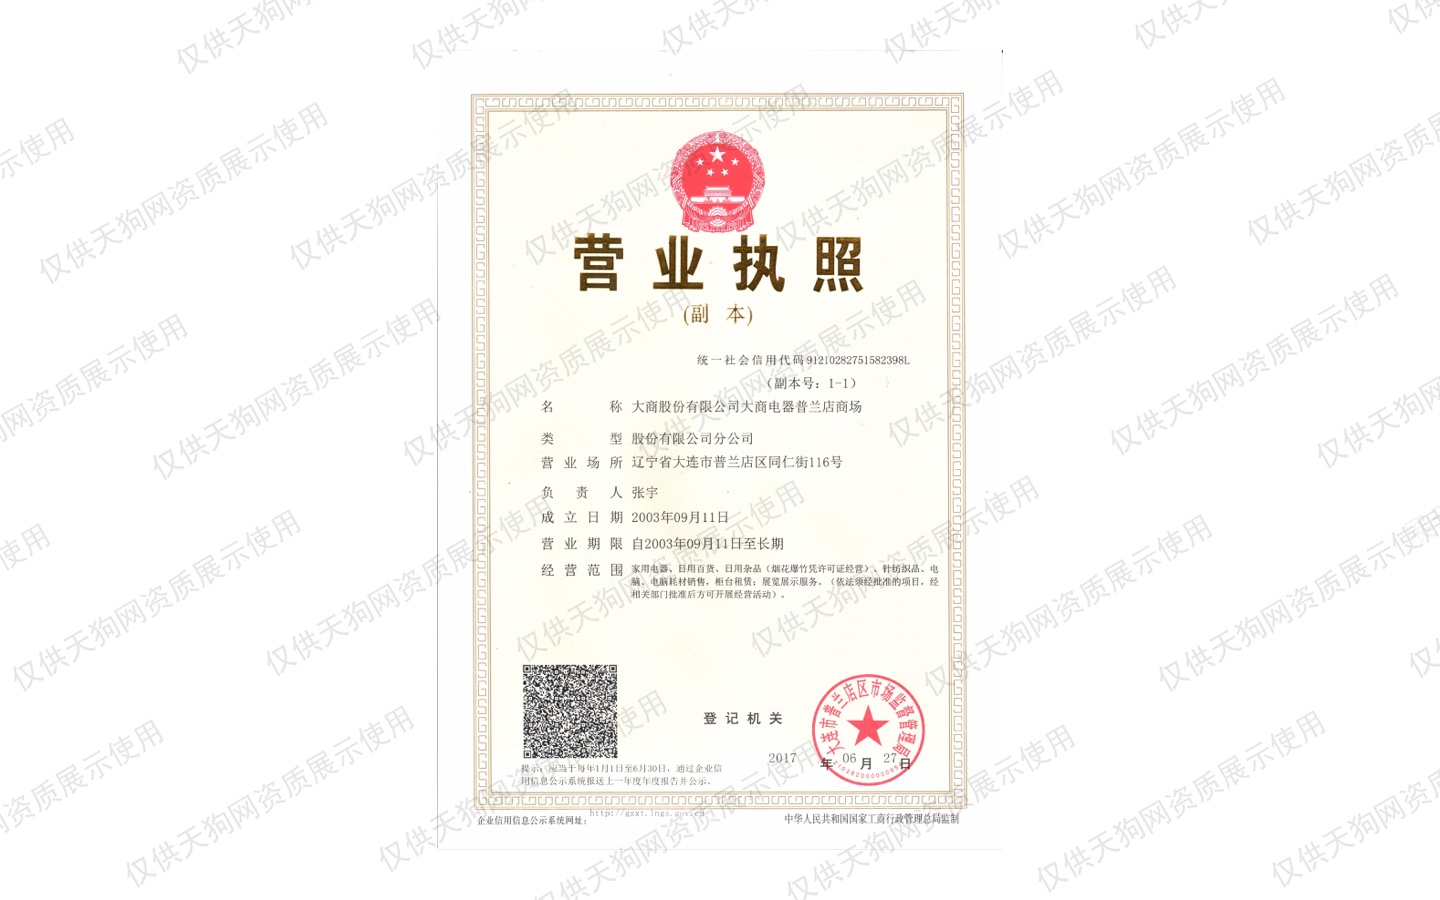 营业执照
(副 本)
统一社会信用代码 91210282751582398L
（副本号：1-1）
名 称 大商股份有限公司大商电器普兰店商场
类 型 股份有限公司分公司
营业场所 辽宁省大连市普兰店区同仁街116号
负责人 张宇
成立日期 2003年09月11日
营业期限 自2003年09月11日至长期
经营范围 家用电器、日用百货、日用杂品（烟花爆竹凭许可证经营）、针纺织品、电
脑、电脑耗材销售，柜台租赁；展览展示服务。（依法须经批准的项目，经
相关部门批准后方可开展经营活动）。
大连市普兰店区市场监督管理局
登记机关
2017年06月27日
提示：应当于每年1月1日至6月30日，通过企业信
用信息公示系统报送上一年度年度报告并公示。
企业信用信息公示系统网址：http://gsxt.lngs.gov.cn
中华人民共和国国家工商行政管理总局监制
仅供天狗网资质展示使用